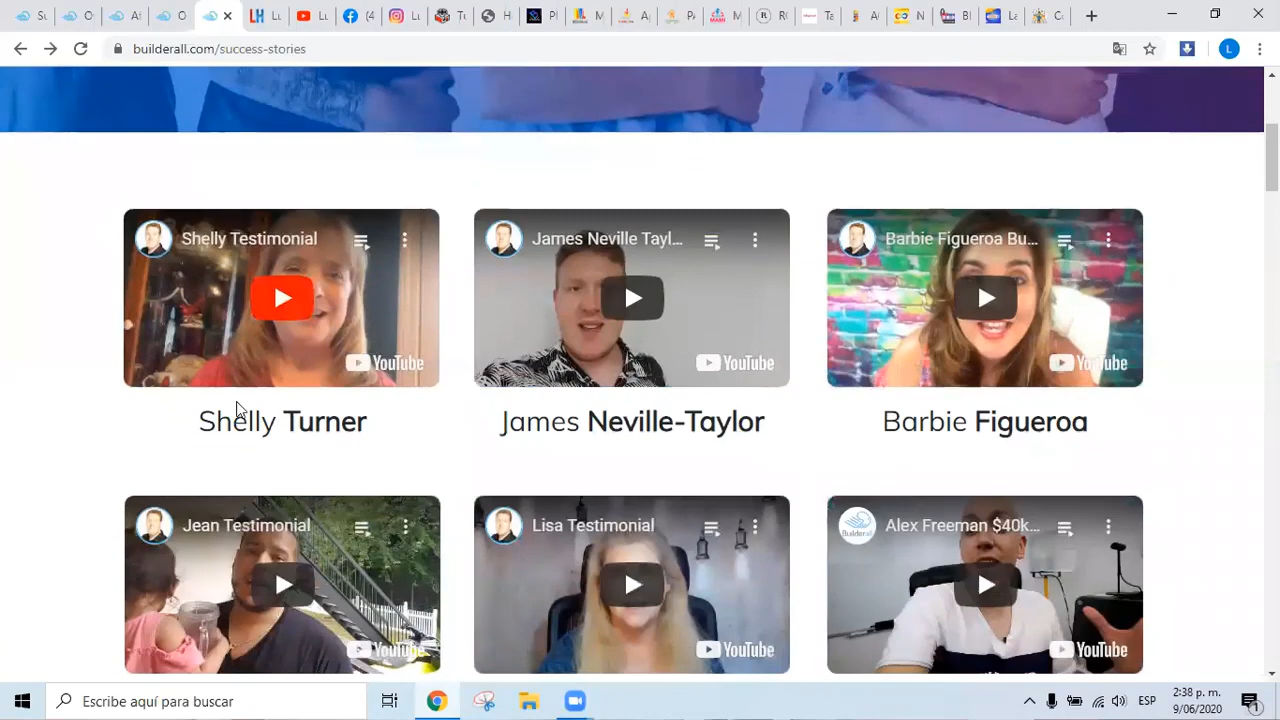 builderall.com/success-stories
L
Shelly Testimonial
YouTube
James Neville Tayl...
YouTube
Barbie Figueroa Bu...
YouTube
Shelly Turner
James Neville-Taylor
Barbie Figueroa
Jean Testimonial
YouTube
Lisa Testimonial
YouTube
Builderall
Alex Freeman $40k...
YouTube
Escribe aquí para buscar
ESP
2:38 p. m.
9/06/2020
1